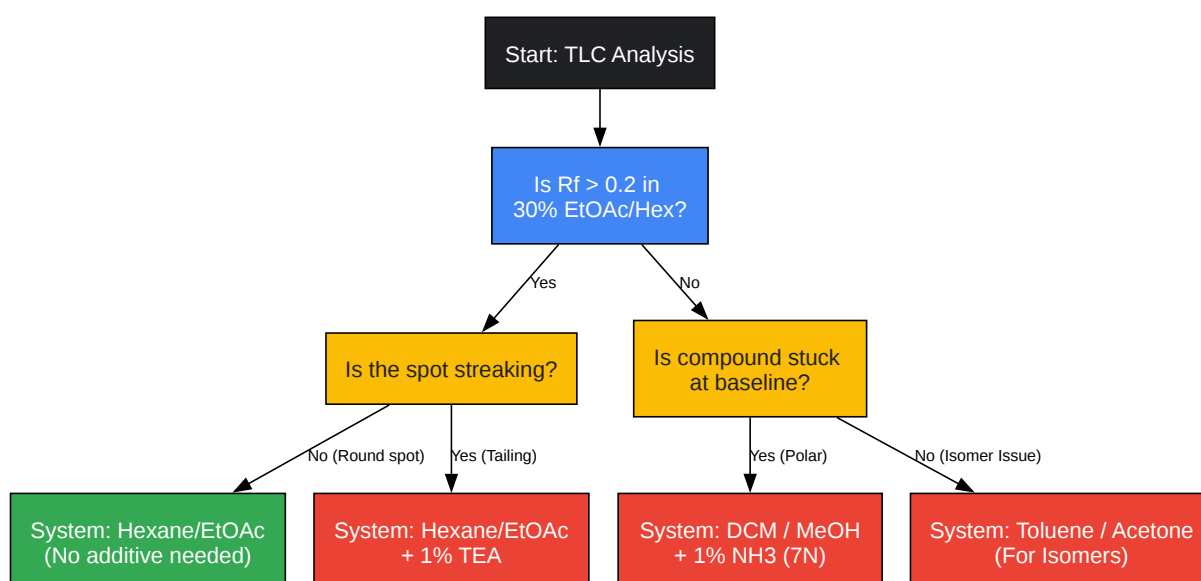 Start: TLC Analysis
Is Rf > 0.2 in
30% EtOAc/Hex?
Yes
No
Is the spot streaking?
Is compound stuck
at baseline?
No (Round spot)
Yes (Tailing)
Yes (Polar)
No (Isomer Issue)
System: Hexane/EtOAc
(No additive needed)
System: Hexane/EtOAc
+ 1% TEA
System: DCM / MeOH
+ 1% NH3 (7N)
System: Toluene / Acetone
(For Isomers)